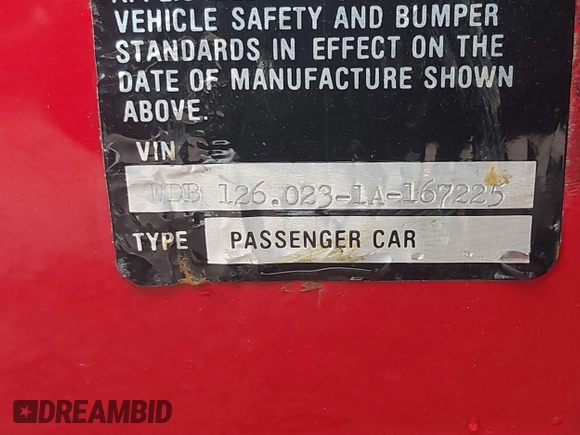 VEHICLE SAFETY AND BUMPER
STANDARDS IN EFFECT ON THE
DATE OF MANUFACTURE SHOWN
ABOVE.
VIN
WDB 126.023-1A-167225
TYPE PASSENGER CAR
DREAMBID